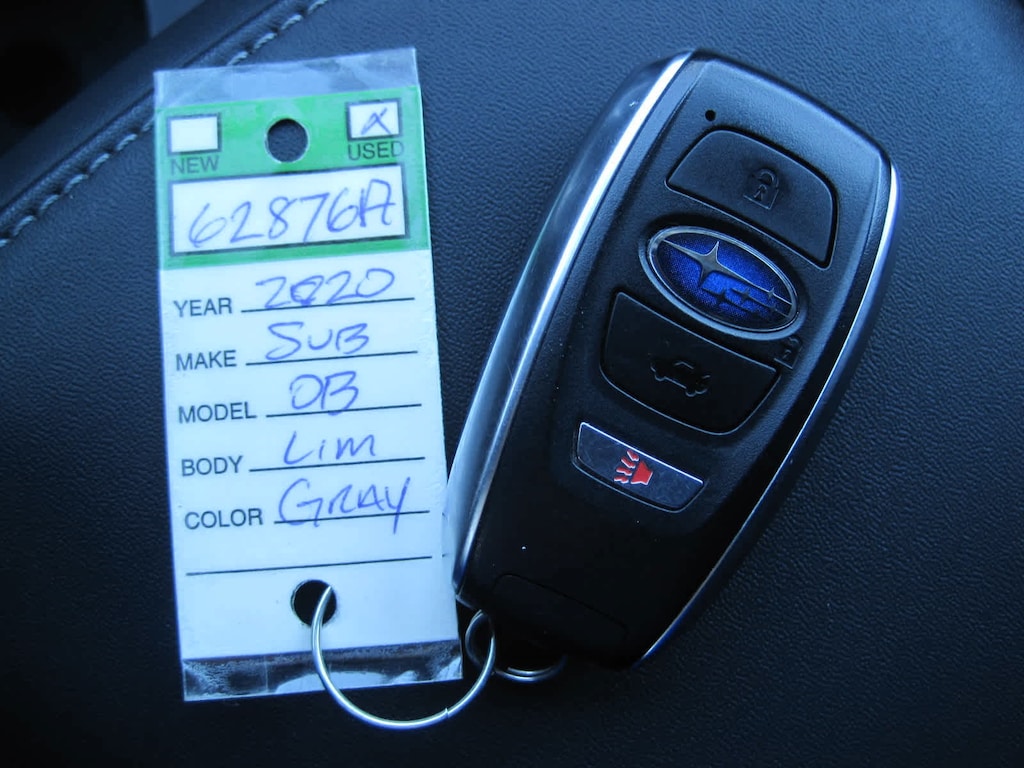 X
NEW USED
62876A
YEAR 2020
MAKE SUB
MODEL OB
BODY Lim
COLOR GRAY